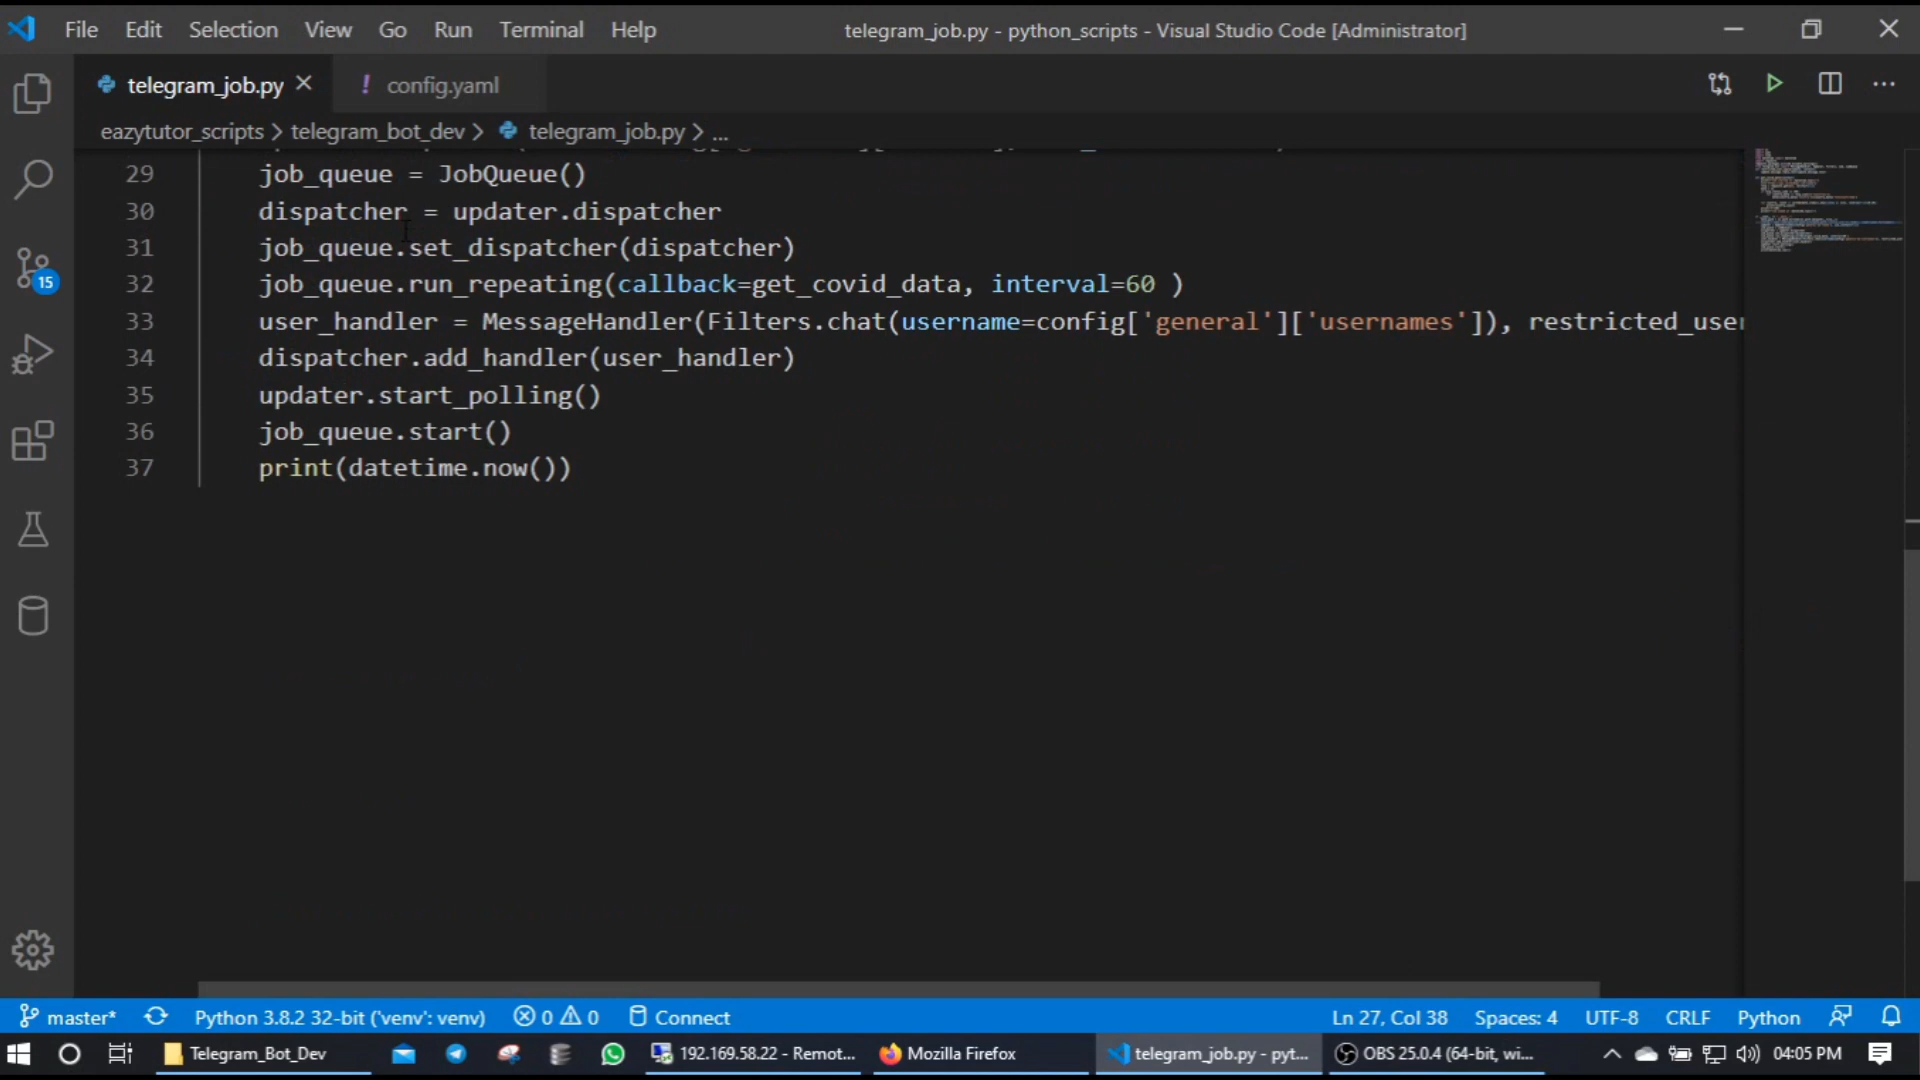 File Edit Selection View Go Run Terminal Help telegram_job.py - python_scripts - Visual Studio Code [Administrator]
telegram_job.py config.yaml
eazytutor_scripts > telegram_bot_dev > telegram_job.py > ...
29 job_queue = JobQueue()
30 dispatcher = updater.dispatcher
31 job_queue.set_dispatcher(dispatcher)
32 job_queue.run_repeating(callback=get_covid_data, interval=60 )
33 user_handler = MessageHandler(Filters.chat(username=config['general']['usernames']), restricted_user
34 dispatcher.add_handler(user_handler)
35 updater.start_polling()
36 job_queue.start()
37 print(datetime.now())
15
master* Python 3.8.2 32-bit ('venv': venv) 0 0 Connect Ln 27, Col 38 Spaces: 4 UTF-8 CRLF Python
Telegram_Bot_Dev 192.169.58.22 - Remot... Mozilla Firefox telegram_job.py - pyt... OBS 25.0.4 (64-bit, wi... 04:05 PM